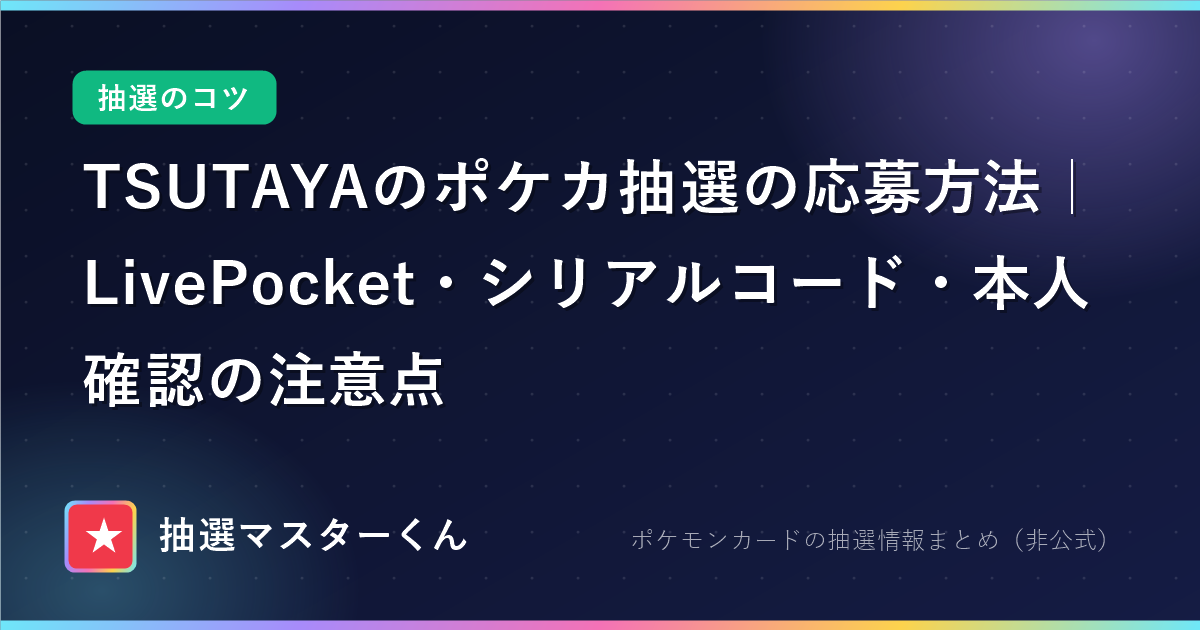 抽選のコツ
TSUTAYAのポケカ抽選の応募方法｜
LivePocket・シリアルコード・本人
確認の注意点
抽選マスターくん
ポケモンカードの抽選情報まとめ（非公式）